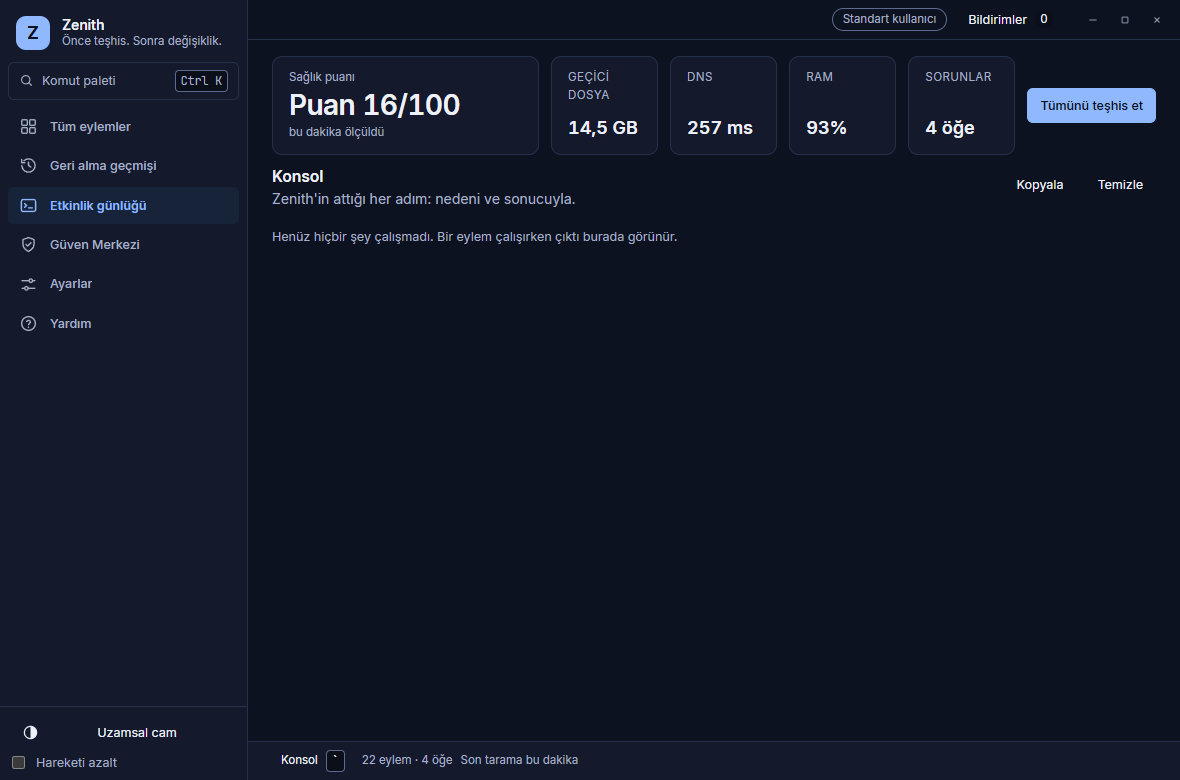 Z
Zenith
Önce teşhis. Sonra değişiklik.
Komut paleti
Ctrl K
Tüm eylemler
Geri alma geçmişi
Etkinlik günlüğü
Güven Merkezi
Ayarlar
Yardım
Uzamsal cam
Hareketi azalt
Standart kullanıcı
Bildirimler 0
Sağlık puanı
Puan 16/100
bu dakika ölçüldü
GEÇİCİ
DOSYA
14,5 GB
DNS
257 ms
RAM
93%
SORUNLAR
4 öğe
Tümünü teşhis et
Konsol
Zenith'in attığı her adım: nedeni ve sonucuyla.
Kopyala
Temizle
Henüz hiçbir şey çalışmadı. Bir eylem çalışırken çıktı burada görünür.
Konsol `
22 eylem · 4 öğe Son tarama bu dakika